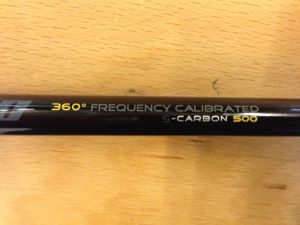 360° FREQUENCY CALIBRATED
S-CARBON 500